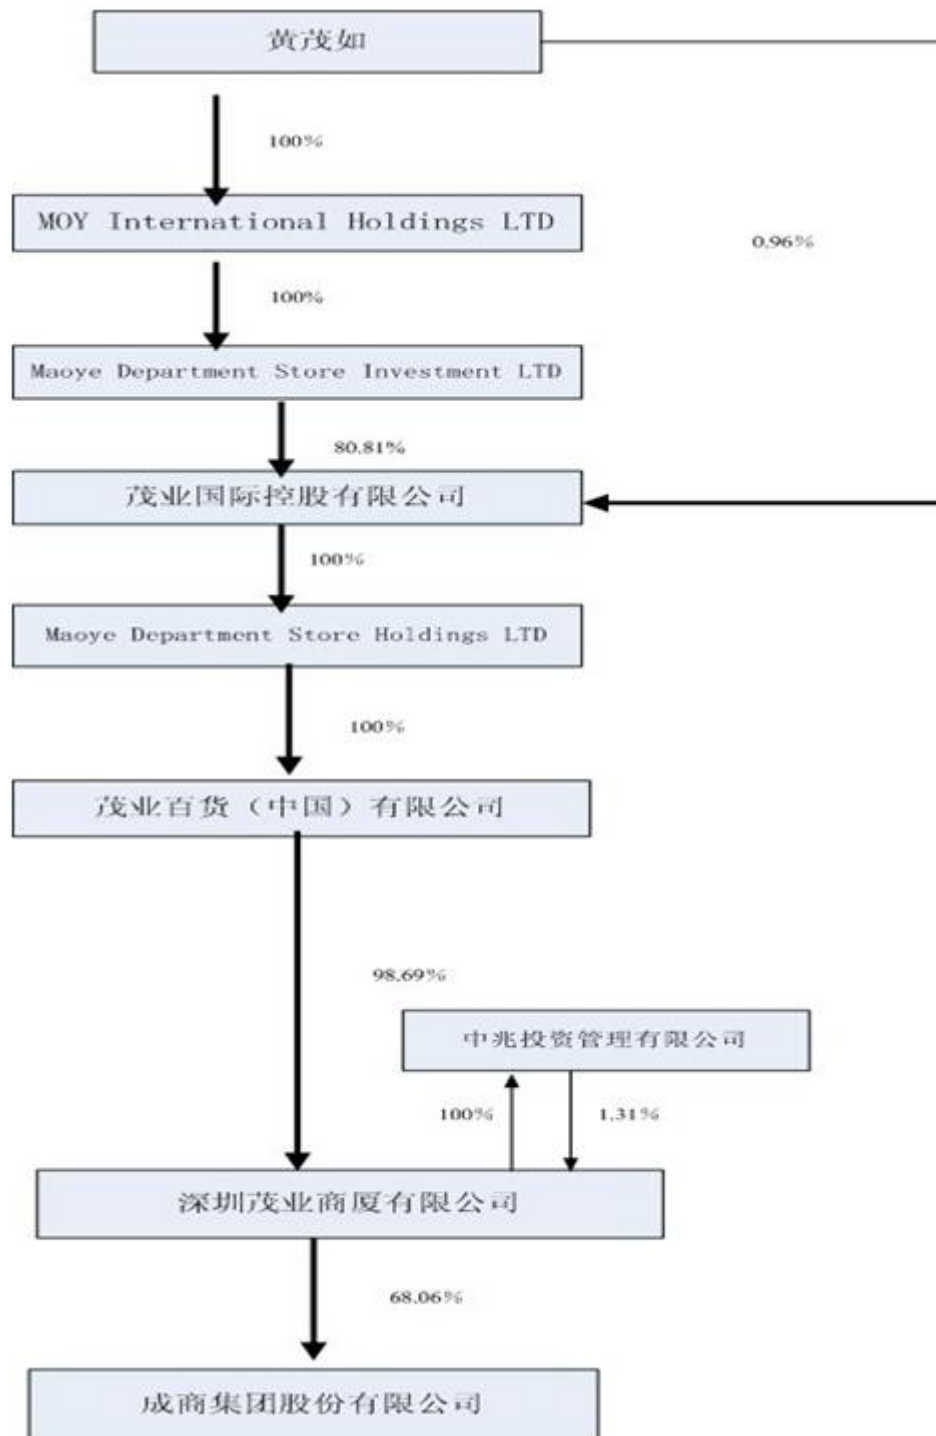 黄茂如
100%
MOY International Holdings LTD
0.96%
100%
Maoye Department Store Investment LTD
80.81%
茂业国际控股有限公司
100%
Maoye Department Store Holdings LTD
100%
茂业百货（中国）有限公司
98.69%
中兆投资管理有限公司
100%
1.31%
深圳茂业商厦有限公司
68.06%
成商集团股份有限公司